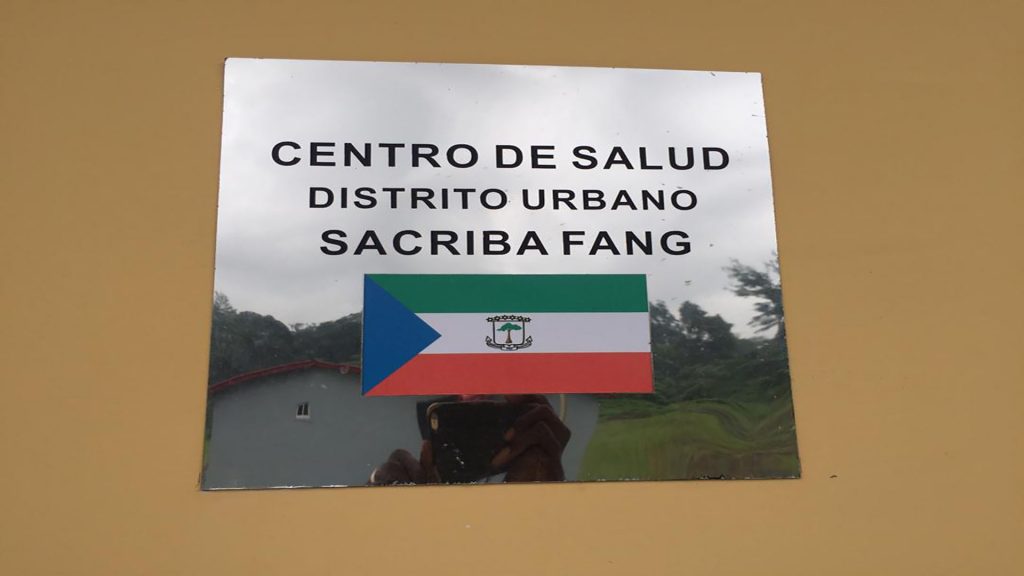 CENTRO DE SALUD
DISTRITO URBANO
SACRIBA FANG